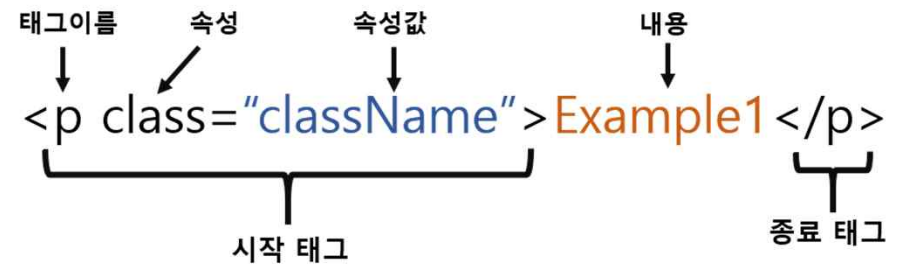 태그이름 속성 속성값 내용
<p class=“className”>Example1</p>
시작 태그 종료 태그